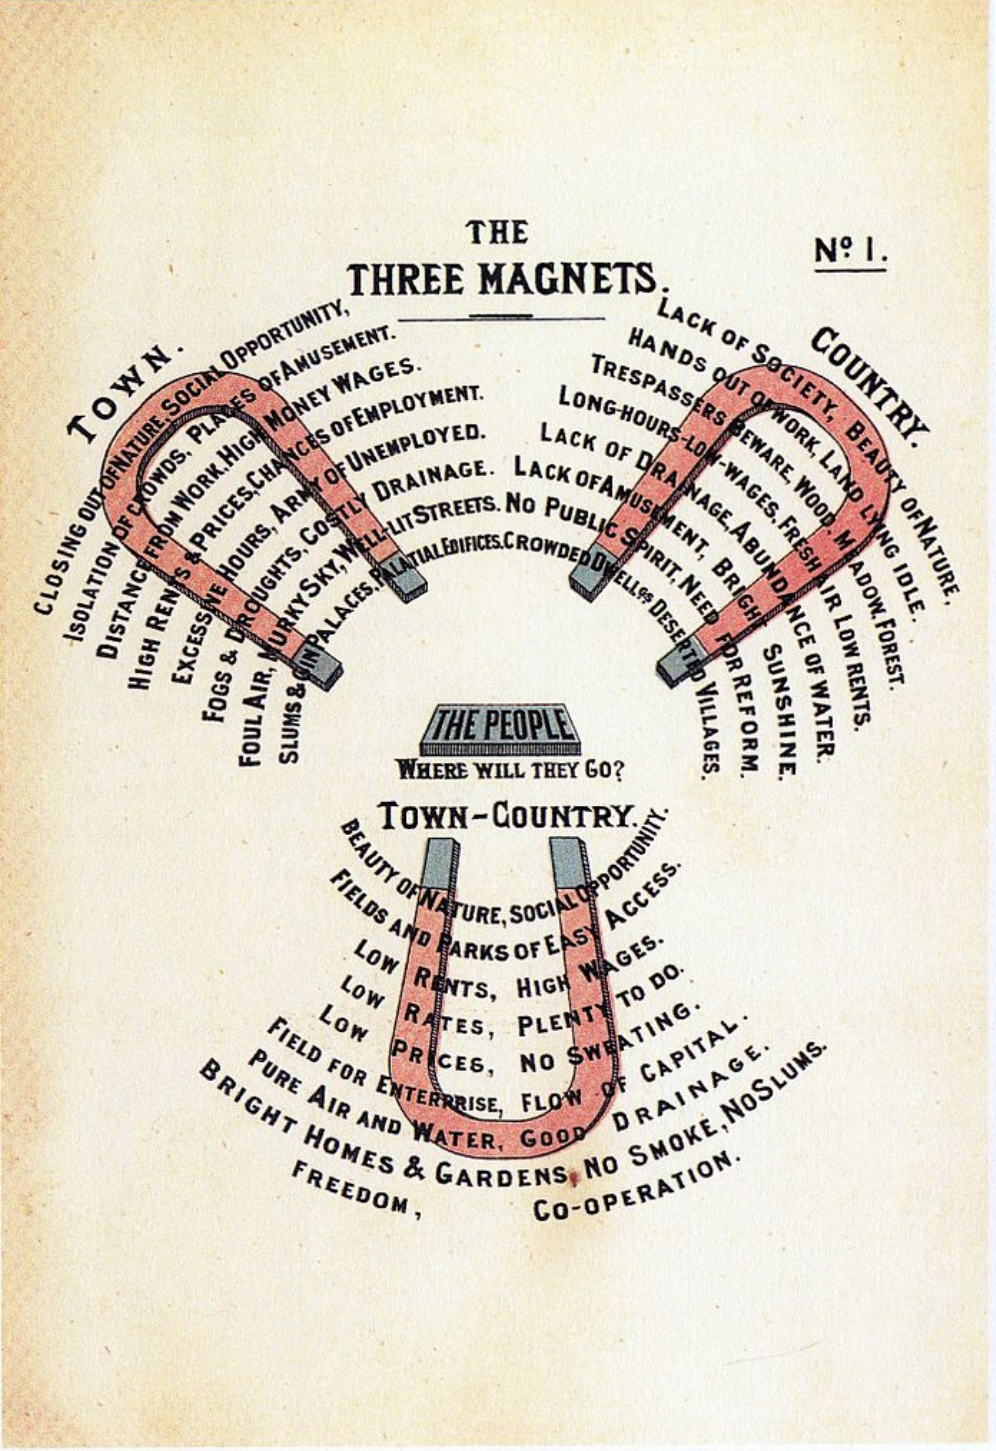 THE
THREE MAGNETS.
Nº 1.
TOWN.
CLOSING OUT OF NATURE, SOCIAL OPPORTUNITY,
ISOLATION OF CROWDS, PLACES OF AMUSEMENT.
DISTANCE FROM WORK, HIGH MONEY WAGES.
HIGH RENTS & PRICES, CHANCES OF EMPLOYMENT.
EXCESSIVE HOURS, ARMY OF UNEMPLOYED.
FOGS & DROUGHTS, COSTLY DRAINAGE.
FOUL AIR, MURKY SKY, WELL-LIT STREETS.
SLUMS & GIN PALACES, PALATIAL EDIFICES.
COUNTRY.
LACK OF SOCIETY, BEAUTY OF NATURE,
HANDS OUT OF WORK, LAND LYING IDLE.
TRESPASSERS BEWARE, WOOD, MEADOW, FOREST.
LONG-HOURS-LOW-WAGES, FRESH AIR LOW RENTS.
LACK OF DRAINAGE, ABUNDANCE OF WATER.
LACK OF AMUSEMENT, BRIGHT SUNSHINE.
NO PUBLIC SPIRIT, NEED FOR REFORM.
CROWDED DWELLGS DESERTED VILLAGES.
THE PEOPLE
WHERE WILL THEY GO?
TOWN-COUNTRY.
BEAUTY OF NATURE, SOCIAL OPPORTUNITY.
FIELDS AND PARKS OF EASY ACCESS.
LOW RENTS, HIGH WAGES.
LOW RATES, PLENTY TO DO.
LOW PRICES, NO SWEATING.
FIELD FOR ENTERPRISE, FLOW OF CAPITAL.
PURE AIR AND WATER, GOOD DRAINAGE.
BRIGHT HOMES & GARDENS, NO SMOKE, NO SLUMS.
FREEDOM, CO-OPERATION.